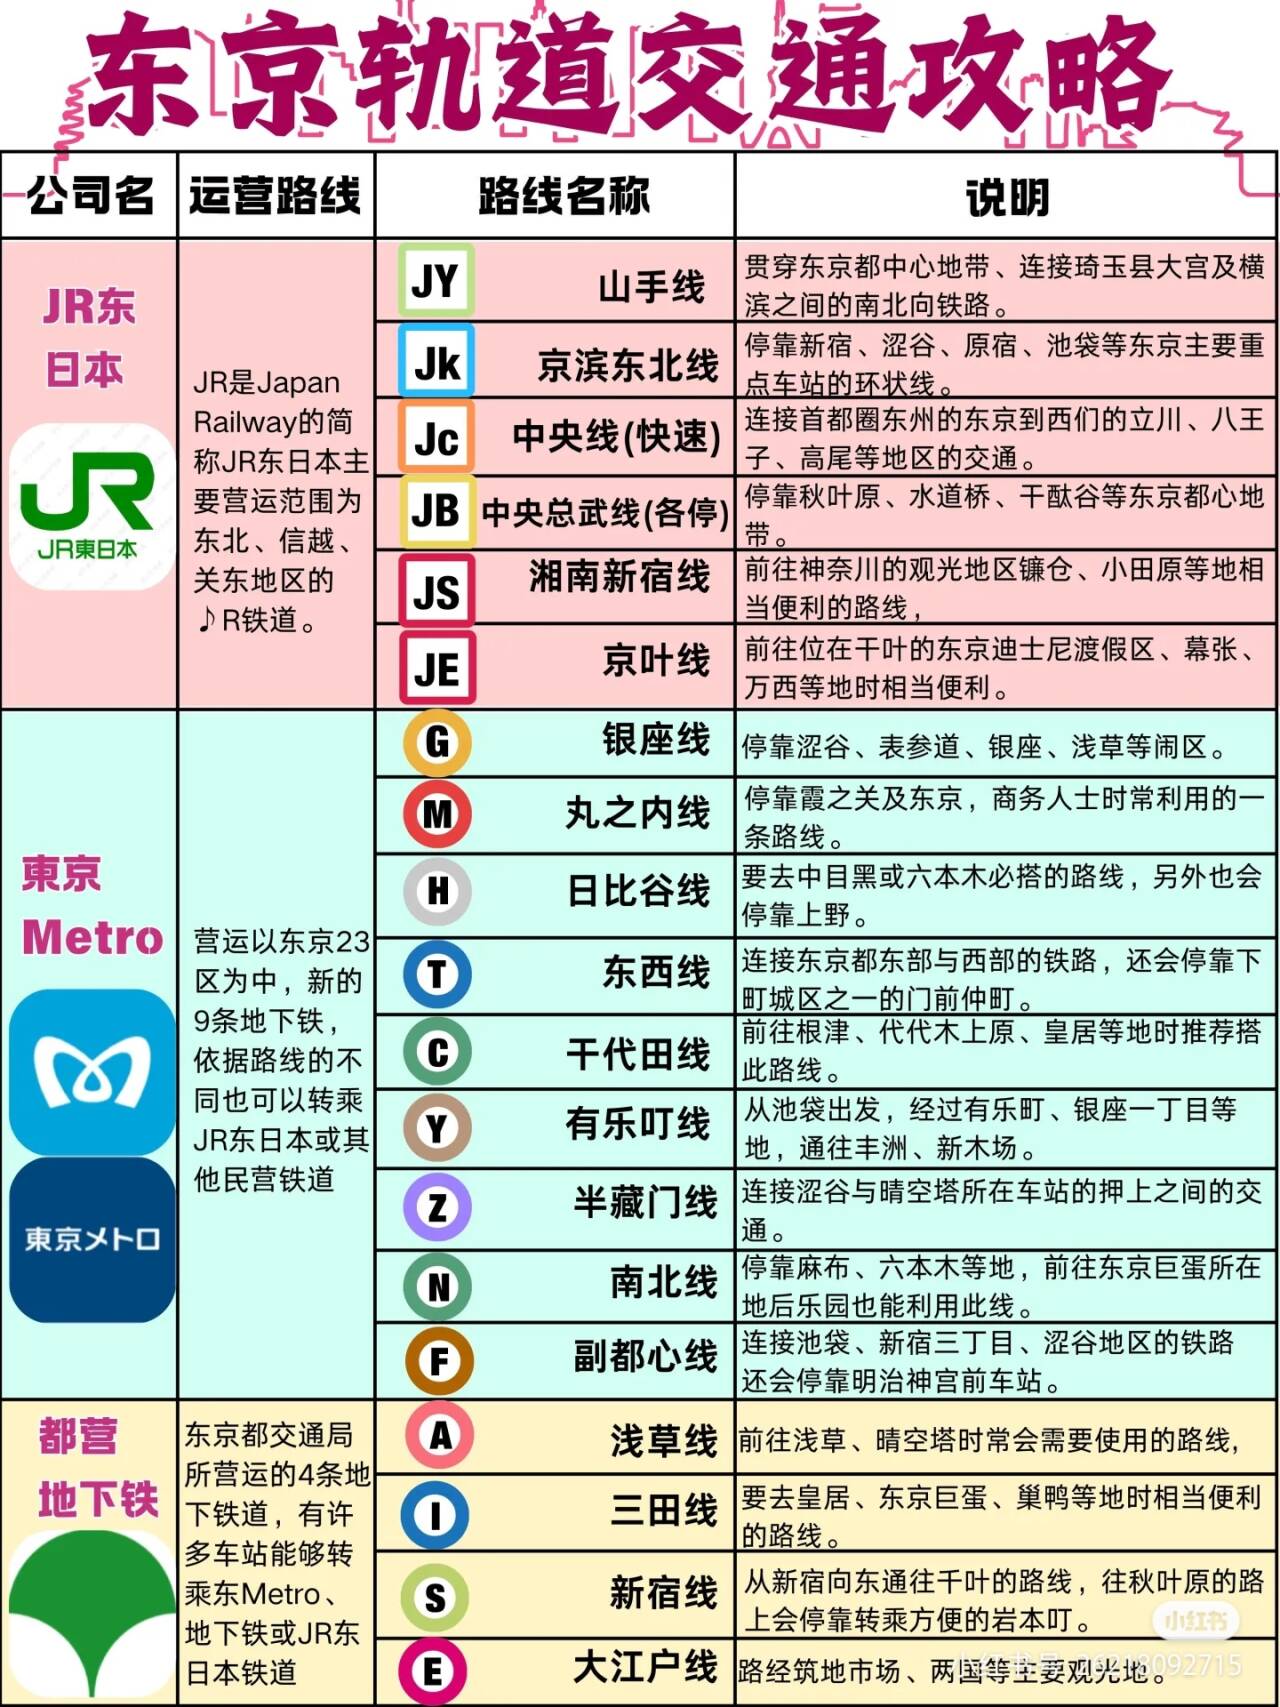 东京轨道交通攻略
公司名
运营路线
路线名称
说明
JR东
日本
JR
JR東日本
JR是Japan
Railway的简
称JR东日本主
要营运范围为
东北、信越、
关东地区的
♪R铁道。
JY
山手线
贯穿东京都中心地带、连接琦玉县大宫及横
滨之间的南北向铁路。
Jk
京滨东北线
停靠新宿、涩谷、原宿、池袋等东京主要重
点车站的环状线。
Jc
中央线(快速)
连接首都圈东州的东京到西们的立川、八王
子、高尾等地区的交通。
JB
中央总武线(各停)
停靠秋叶原、水道桥、干酞谷等东京都心地
带。
JS
湘南新宿线
前往神奈川的观光地区镰仓、小田原等地相
当便利的路线，
JE
京叶线
前往位在干叶的东京迪士尼渡假区、幕张、
万西等地时相当便利。
東京
Metro
東京メトロ
营运以东京23
区为中，新的
9条地下铁，
依据路线的不
同也可以转乘
JR东日本或其
他民营铁道
G
银座线
停靠涩谷、表参道、银座、浅草等闹区。
M
丸之内线
停靠霞之关及东京，商务人士时常利用的一
条路线。
H
日比谷线
要去中目黑或六本木必搭的路线，另外也会
停靠上野。
T
东西线
连接东京都东部与西部的铁路，还会停靠下
町城区之一的门前仲町。
C
干代田线
前往根津、代代木上原、皇居等地时推荐搭
此路线。
Y
有乐叮线
从池袋出发，经过有乐町、银座一丁目等
地，通往丰洲、新木场。
Z
半藏门线
连接涩谷与晴空塔所在车站的押上之间的交
通。
N
南北线
停靠麻布、六本木等地，前往东京巨蛋所在
地后乐园也能利用此线。
F
副都心线
连接池袋、新宿三丁目、涩谷地区的铁路
还会停靠明治神宫前车站。
都营
地下铁
东京都交通局
所营运的4条地
下铁道，有许
多车站能够转
乘东Metro、
地下铁或JR东
日本铁道
A
浅草线
前往浅草、晴空塔时常会需要使用的路线，
I
三田线
要去皇居、东京巨蛋、巢鸭等地时相当便利
的路线。
S
新宿线
从新宿向东通往千叶的路线，往秋叶原的路
上会停靠转乘方便的岩本叮。
E
大江户线
路经筑地市场、两国等主要观光地。
小红书
小红书号 26218092715